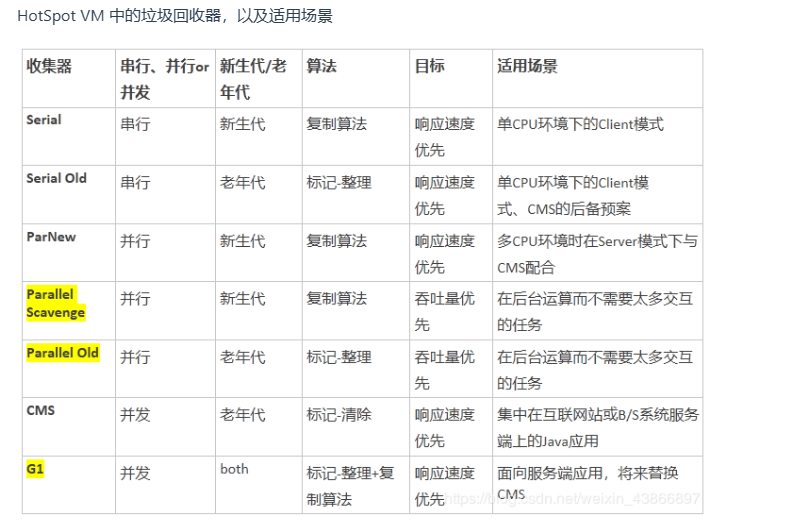 HotSpot VM 中的垃圾回收器，以及适用场景
收集器 串行、并行or 新生代/老 算法 目标 适用场景
并发 年代
Serial 串行 新生代 复制算法 响应速度 单CPU环境下的Client模式
优先
Serial Old 串行 老年代 标记-整理 响应速度 单CPU环境下的Client模
优先 式、CMS的后备预案
ParNew 并行 新生代 复制算法 响应速度 多CPU环境时在Server模式下与
优先 CMS配合
Parallel 并行 新生代 复制算法 吞吐量优 在后台运算而不需要太多交互
Scavenge 先 的任务
Parallel Old 并行 老年代 标记-整理 吞吐量优 在后台运算而不需要太多交互
先 的任务
CMS 并发 老年代 标记-清除 响应速度 集中在互联网站或B/S系统服务
优先 端上的Java应用
G1 并发 both 标记-整理+复 响应速度 面向服务端应用，将来替换
制算法 优先 CMS
https://blog.csdn.net/weixin_43866897